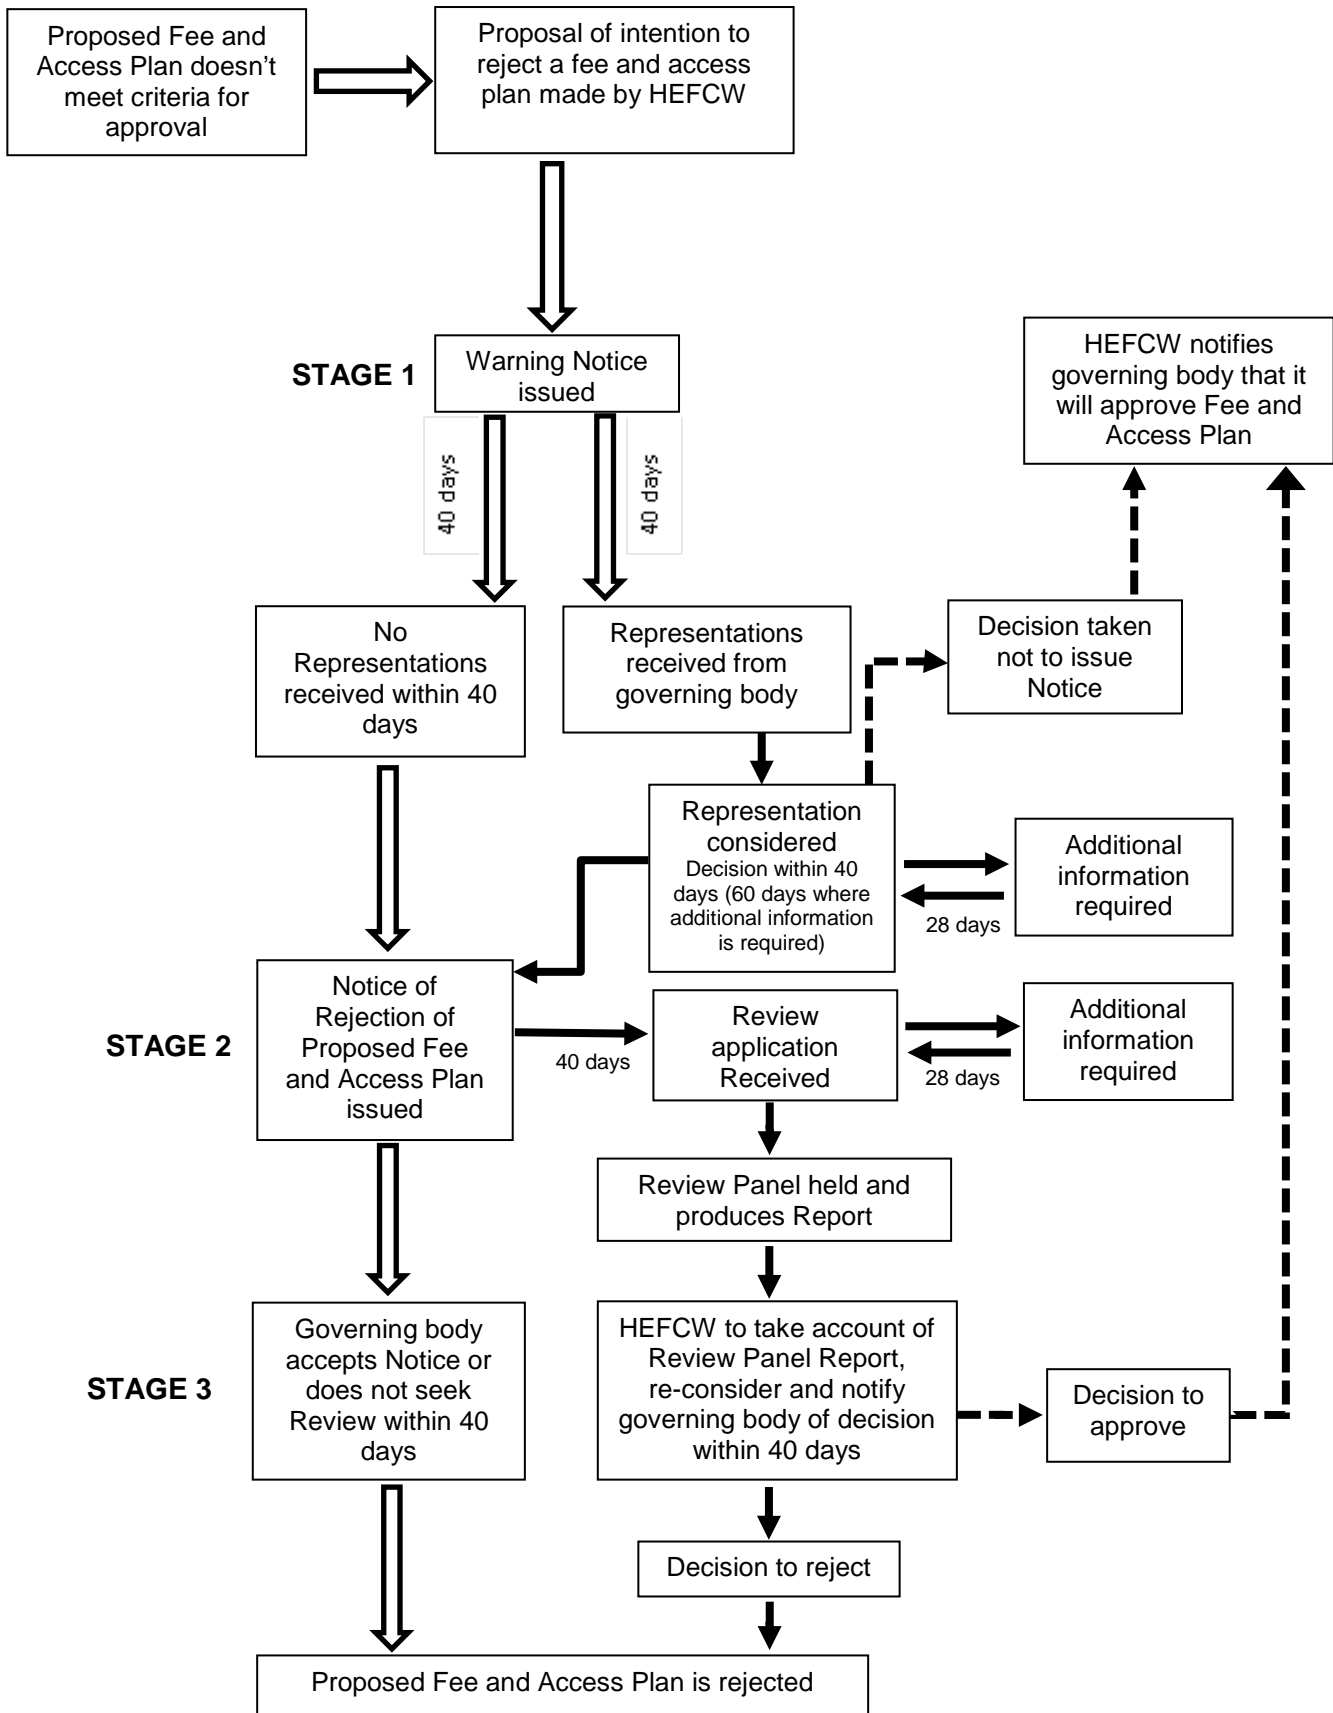 Proposed Fee and
Access Plan doesn’t
meet criteria for
approval
Proposal of intention to
reject a fee and access
plan made by HEFCW
STAGE 1
Warning Notice
issued
HEFCW notifies
governing body that it
will approve Fee and
Access Plan
40 days
40 days
No
Representations
received within 40
days
Representations
received from
governing body
Decision taken
not to issue
Notice
Representation
considered
Decision within 40
days (60 days where
additional information
is required)
28 days
Additional
information
required
STAGE 2
Notice of
Rejection of
Proposed Fee
and Access Plan
issued
40 days
Review
application
Received
28 days
Additional
information
required
Review Panel held and
produces Report
STAGE 3
Governing body
accepts Notice or
does not seek
Review within 40
days
HEFCW to take account of
Review Panel Report,
re-consider and notify
governing body of decision
within 40 days
Decision to
approve
Decision to reject
Proposed Fee and Access Plan is rejected